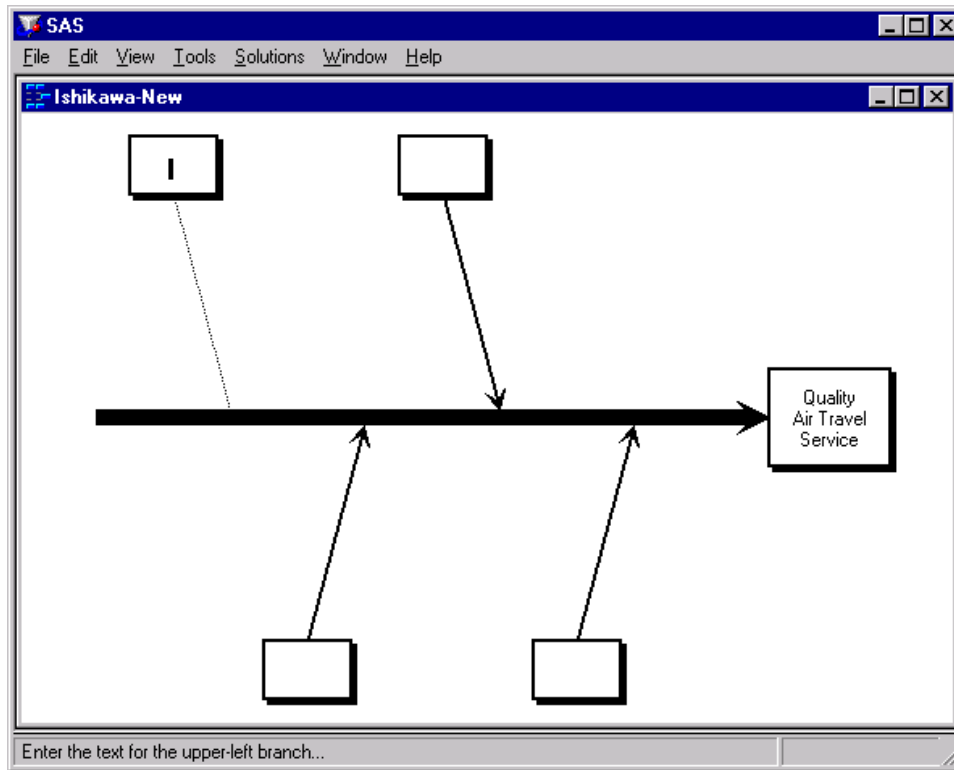 SAS
File Edit View Tools Solutions Window Help
Ishikawa-New
Quality
Air Travel
Service
Enter the text for the upper-left branch...